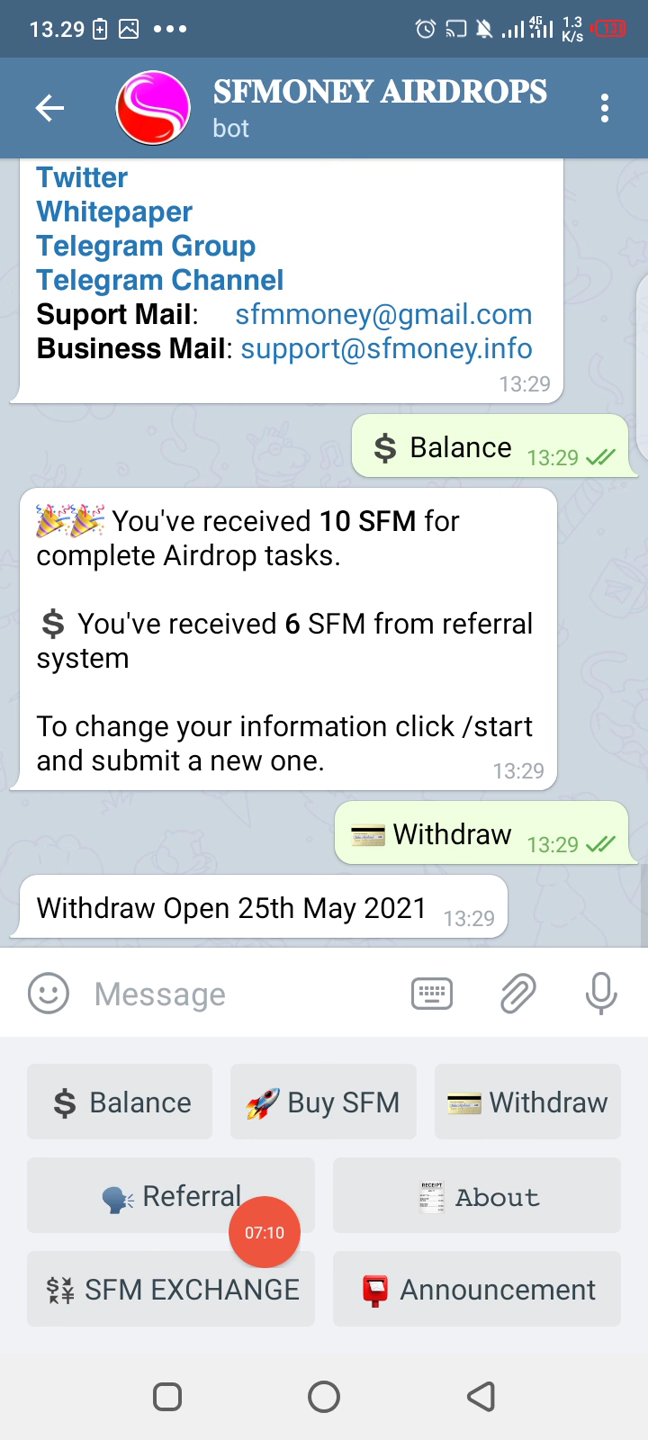 13.29
4G
1.3
K/s
13
SFMONEY AIRDROPS
bot
Twitter
Whitepaper
Telegram Group
Telegram Channel
Suport Mail: sfmmoney@gmail.com
Business Mail: support@sfmoney.info
13:29
$ Balance 13:29
🎉🎉 You've received 10 SFM for
complete Airdrop tasks.
$ You've received 6 SFM from referral
system
To change your information click /start
and submit a new one.
13:29
💳 Withdraw 13:29
Withdraw Open 25th May 2021 13:29
Message
$ Balance
🚀 Buy SFM
💳 Withdraw
🗣 Referral
🧾 About
07:10
💱 SFM EXCHANGE
📮 Announcement